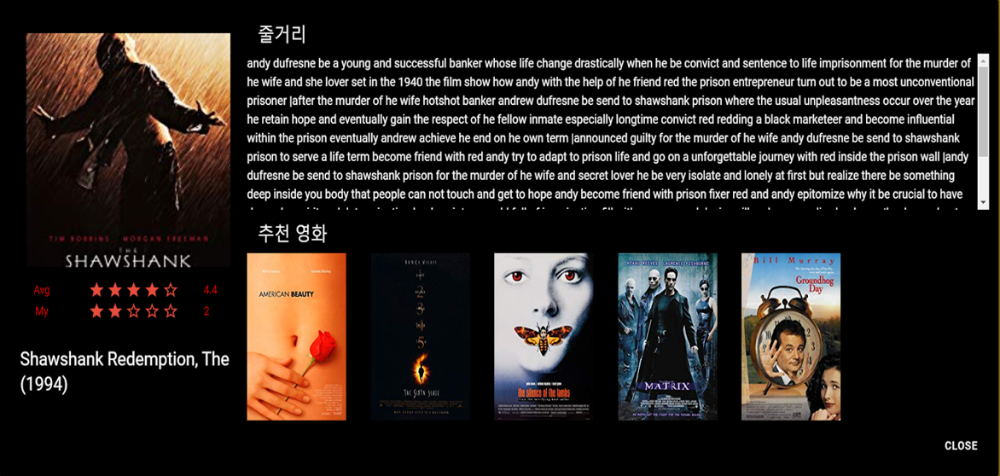 TIM ROBBINS MORGAN FREEMAN
THE
SHAWSHANK
Avg 4.4
My 2
Shawshank Redemption, The
(1994)
줄거리
andy dufresne be a young and successful banker whose life change drastically when he be convict and sentence to life imprisonment for the murder of
he wife and she lover set in the 1940 the film show how andy with the help of he friend red the prison entrepreneur turn out to be a most unconventional
prisoner |after the murder of he wife hotshot banker andrew dufresne be send to shawshank prison where the usual unpleasantness occur over the year
he retain hope and eventually gain the respect of he fellow inmate especially longtime convict red redding a black marketeer and become influential
within the prison eventually andrew achieve he end on he own term |announced guilty for the murder of he wife andy dufresne be send to shawshank
prison to serve a life term become friend with red andy try to adapt to prison life and go on a unforgettable journey with red inside the prison wall |andy
dufresne be send to shawshank prison for the murder of he wife and secret lover he be very isolate and lonely at first but realize there be something
deep inside you body that people can not touch and get to hope andy become friend with prison fixer red and andy epitomize why it be crucial to have
추천 영화
AMERICAN BEAUTY
THE SIXTH SENSE
the silence of the lambs
KEANU REEVES LAURENCE FISHBURNE
MATRIX
Bill Murray
Groundhog
Day
CLOSE